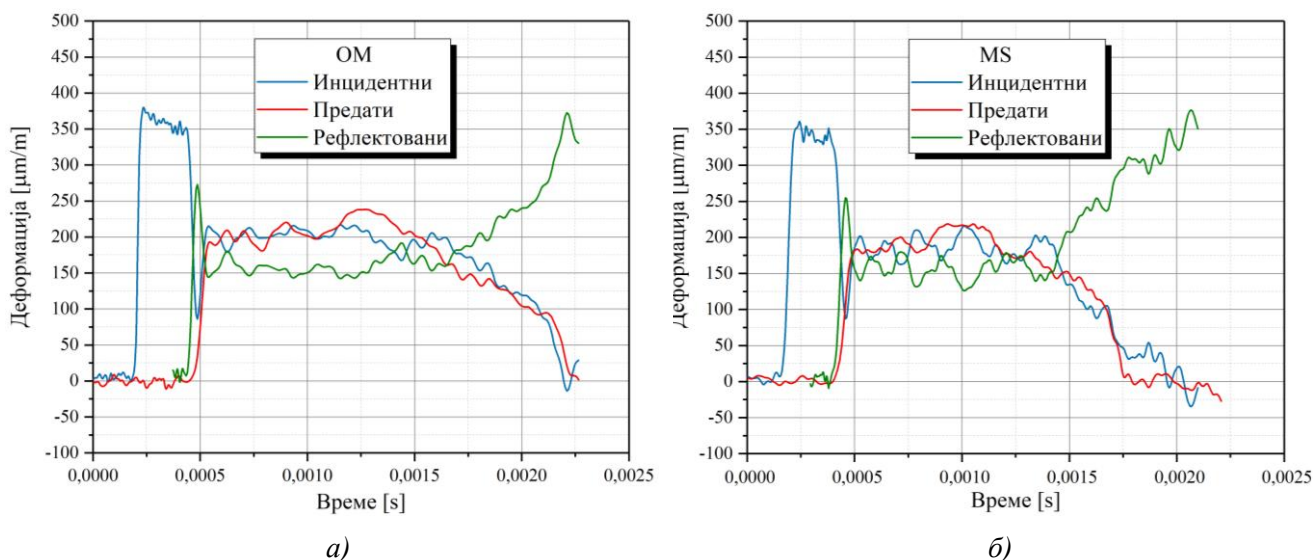 500
450
400
350
300
250
200
150
100
50
0
-50
-100
Деформација [µm/m]
OM
Инцидентни
Предати
Рефлектовани
0,0000 0,0005 0,0010 0,0015 0,0020 0,0025
Време [s]
а)
500
450
400
350
300
250
200
150
100
50
0
-50
-100
Деформација [µm/m]
MS
Инцидентни
Предати
Рефлектовани
0,0000 0,0005 0,0010 0,0015 0,0020 0,0025
Време [s]
б)